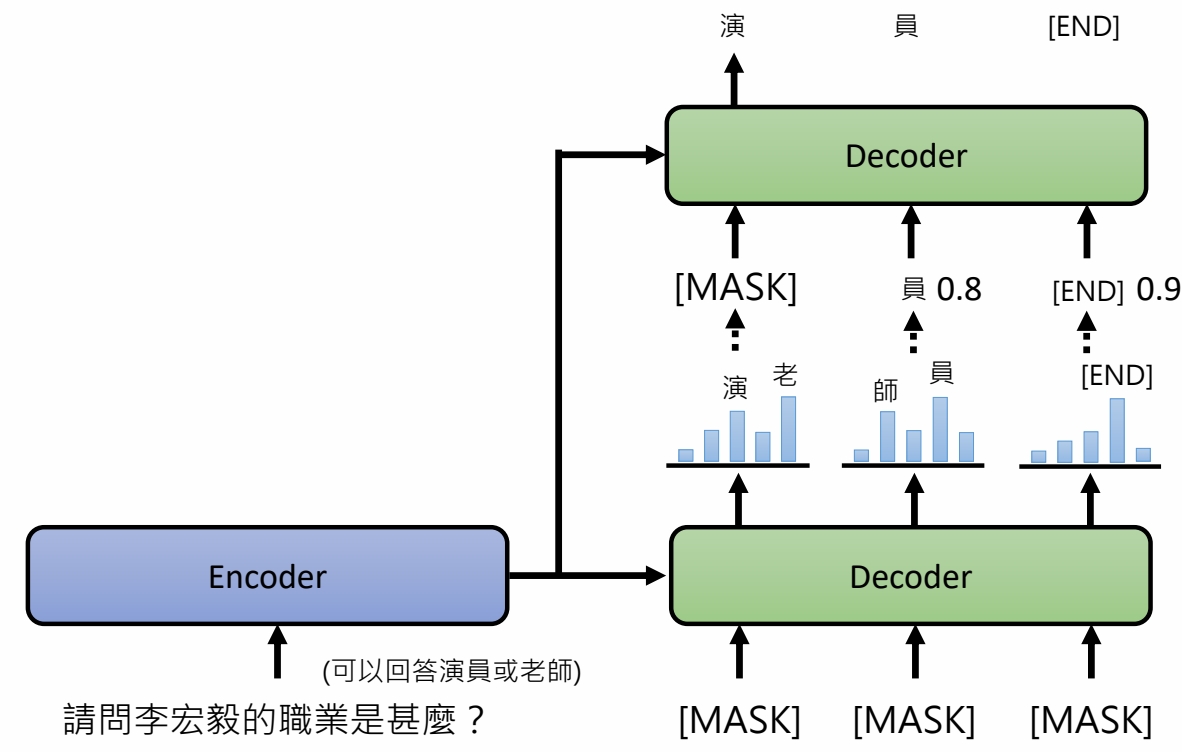 演 員 [END]
Decoder
[MASK] 員 0.8 [END] 0.9
演 老 師 員 [END]
Encoder
Decoder
(可以回答演員或老師)
請問李宏毅的職業是甚麼？
[MASK] [MASK] [MASK]